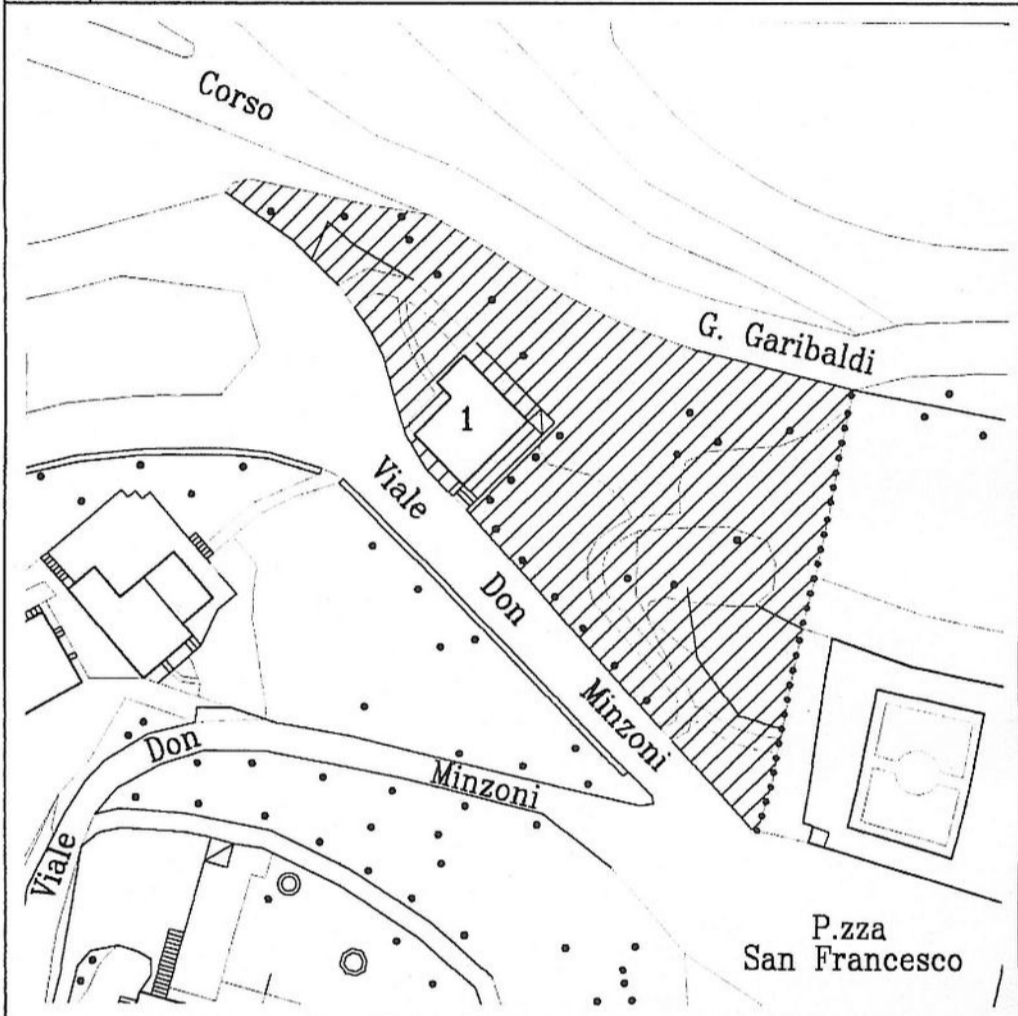 Corso
G. Garibaldi
1
Viale
Don
Minzoni
Don
Minzoni
Viale
P.zza
San Francesco